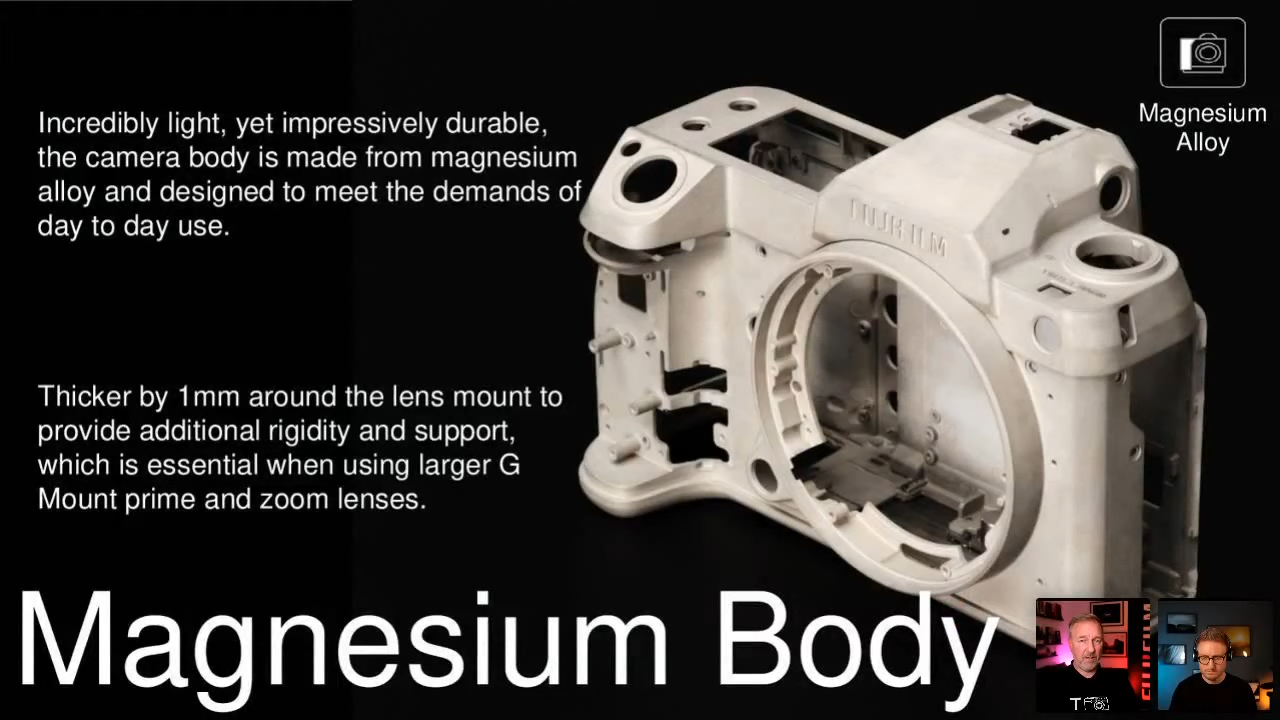 Incredibly light, yet impressively durable,
the camera body is made from magnesium
alloy and designed to meet the demands of
day to day use.
Magnesium
Alloy
FUJIFILM
Thicker by 1mm around the lens mount to
provide additional rigidity and support,
which is essential when using larger G
Mount prime and zoom lenses.
Magnesium Body
FUJIFILM